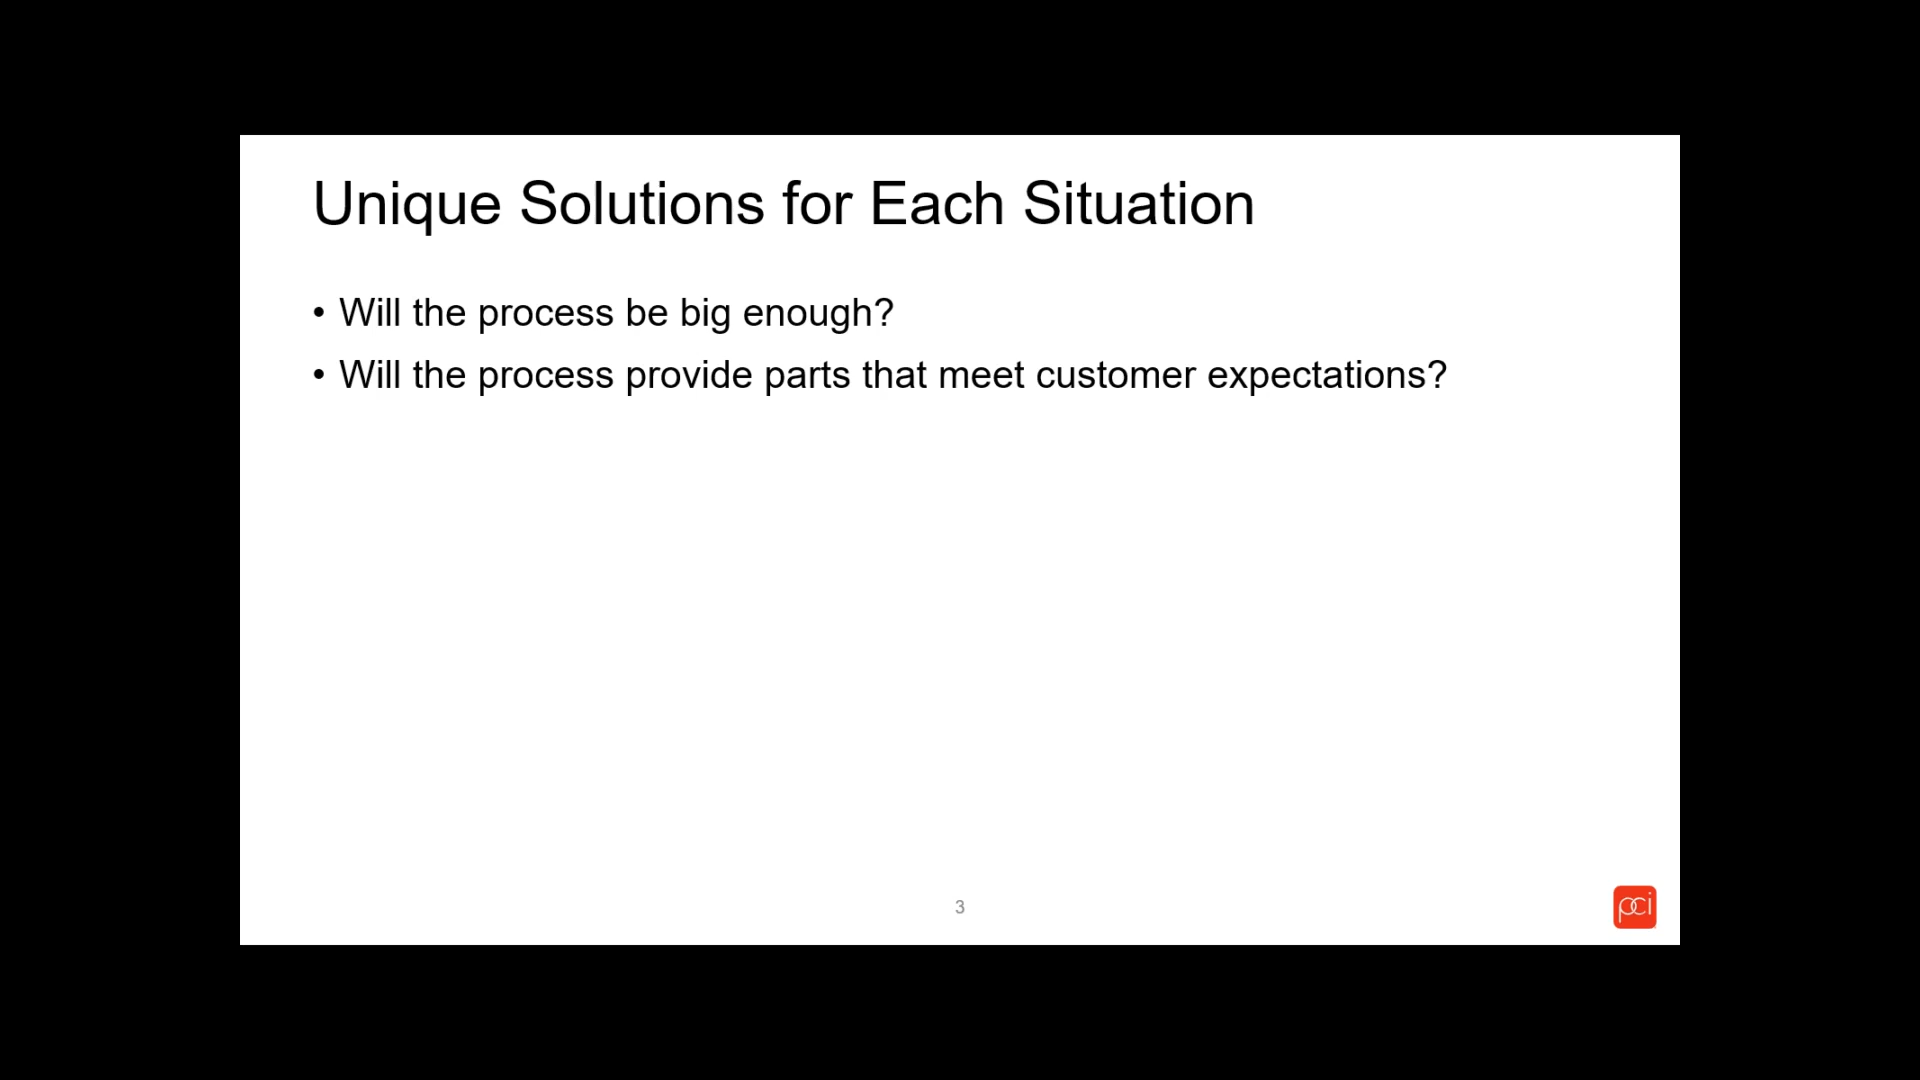 Unique Solutions for Each Situation
• Will the process be big enough?
• Will the process provide parts that meet customer expectations?
3
pci